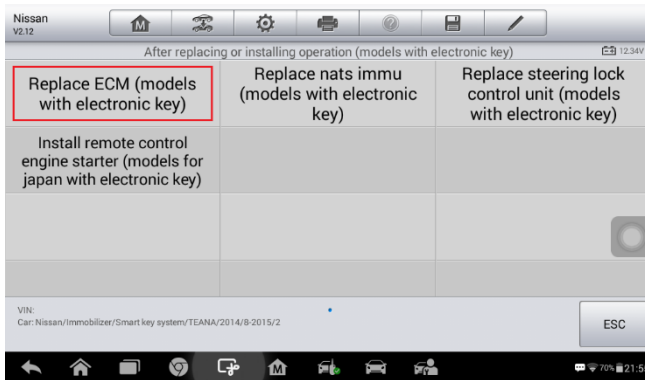 Nissan
V2.12
After replacing or installing operation (models with electronic key)
12.34V
Replace ECM (models
with electronic key)
Replace nats immu
(models with electronic
key)
Replace steering lock
control unit (models
with electronic key)
Install remote control
engine starter (models for
japan with electronic key)
VIN:
Car: Nissan/Immobilizer/Smart key system/TEANA/2014/8-2015/2
ESC
70%